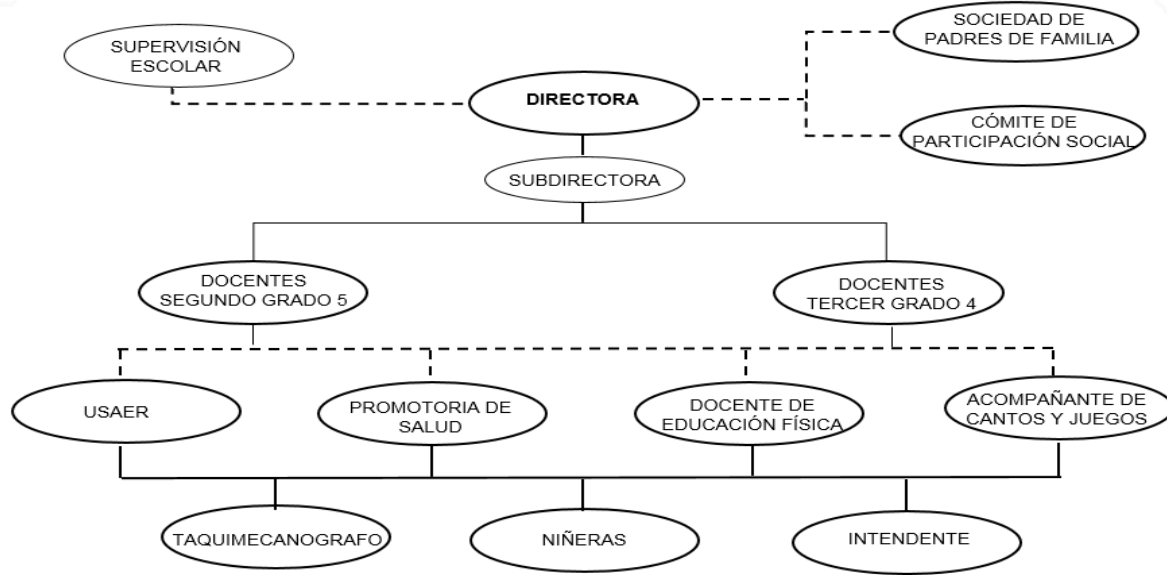 SUPERVISIÓN
ESCOLAR
SOCIEDAD DE
PADRES DE FAMILIA
DIRECTORA
CÓMITE DE
PARTICIPACIÓN SOCIAL
SUBDIRECTORA
DOCENTES
SEGUNDO GRADO 5
DOCENTES
TERCER GRADO 4
USAER
PROMOTORIA DE
SALUD
DOCENTE DE
EDUCACIÓN FÍSICA
ACOMPAÑANTE DE
CANTOS Y JUEGOS
TAQUIMECANOGRAFO
NIÑERAS
INTENDENTE